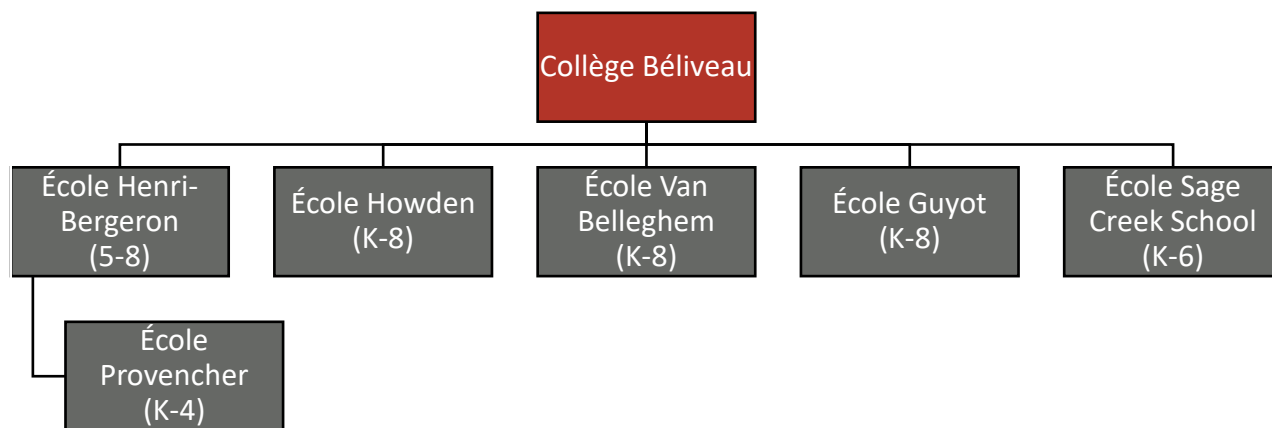 Collège Béliveau
École Henri-
Bergeron
(5-8)
École Howden
(K-8)
École Van
Belleghem
(K-8)
École Guyot
(K-8)
École Sage
Creek School
(K-6)
École
Provencher
(K-4)